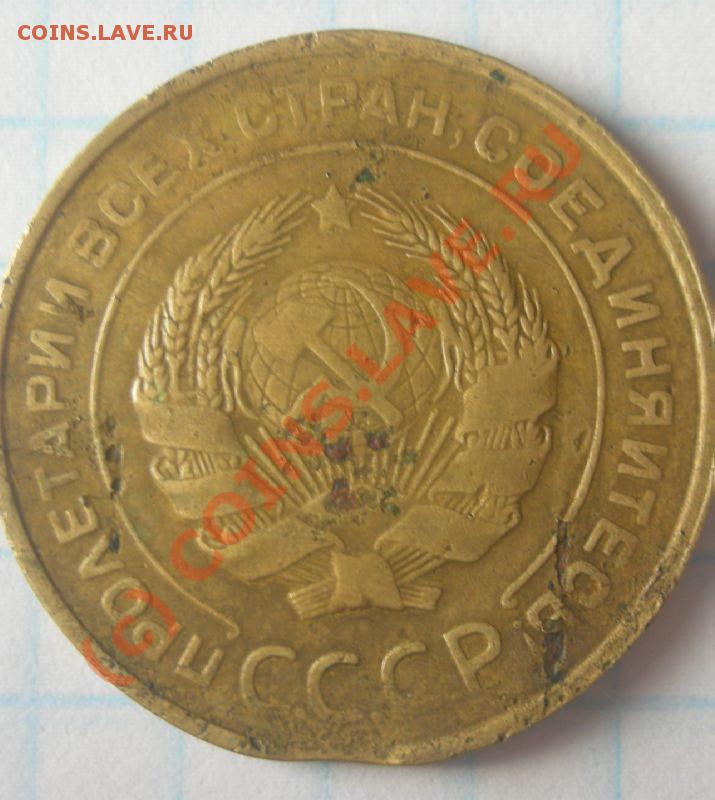 COINS.LAVE.RU
ПРОЛЕТАРИИ ВСЕХ СТРАН, СОЕДИНЯЙТЕСЬ!
СССР
© COINS.LAVE.RU